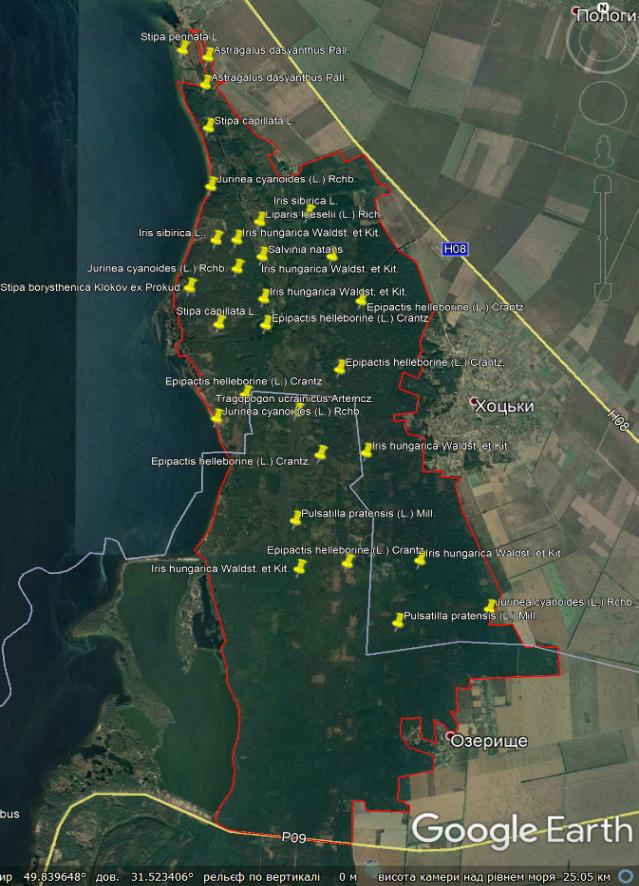 Пологи
N
Stipa pennata L
Astragalus dasyanthus Pall.
Astragalus dasyanthus Pall.
Stipa capillata L.
Jurinea cyanoides (L.) Rchb.
Iris sibirica L.
Liparis loeselii (L.) Rich.
Iris sibirica L.
Iris hungarica Waldst. et Kit.
Salvinia natans
H08
Jurinea cyanoides (L.) Rchb.
Iris hungarica Waldst. et Kit.
Stipa borysthenica Klokov ex Prokud
Iris hungarica Waldst. et Kit.
Epipactis helleborine (L.) Crantz
Stipa capillata L.
Epipactis helleborine (L.) Crantz
Epipactis helleborine (L.) Crantz.
Epipactis helleborine (L.) Crantz
Tragopogon ucrainicus Artemcz.
Jurinea cyanoides (L.) Rchb.
Хоцьки
H08
Iris hungarica Waldst. et Kit.
Epipactis helleborine (L.) Crantz.
Pulsatilla pratensis (L.) Mill.
Epipactis helleborine (L.) Crantz
Iris hungarica Waldst. et Kit.
Iris hungarica Waldst. et Kit.
Jurinea cyanoides (L.) Rchb.
Pulsatilla pratensis (L.) Mill.
Озерище
bus
P09
Google Earth
ир 49.839648° дов. 31.523406° рельєф по вертикалі 0 м висота камери над рівнем моря 25.05 км